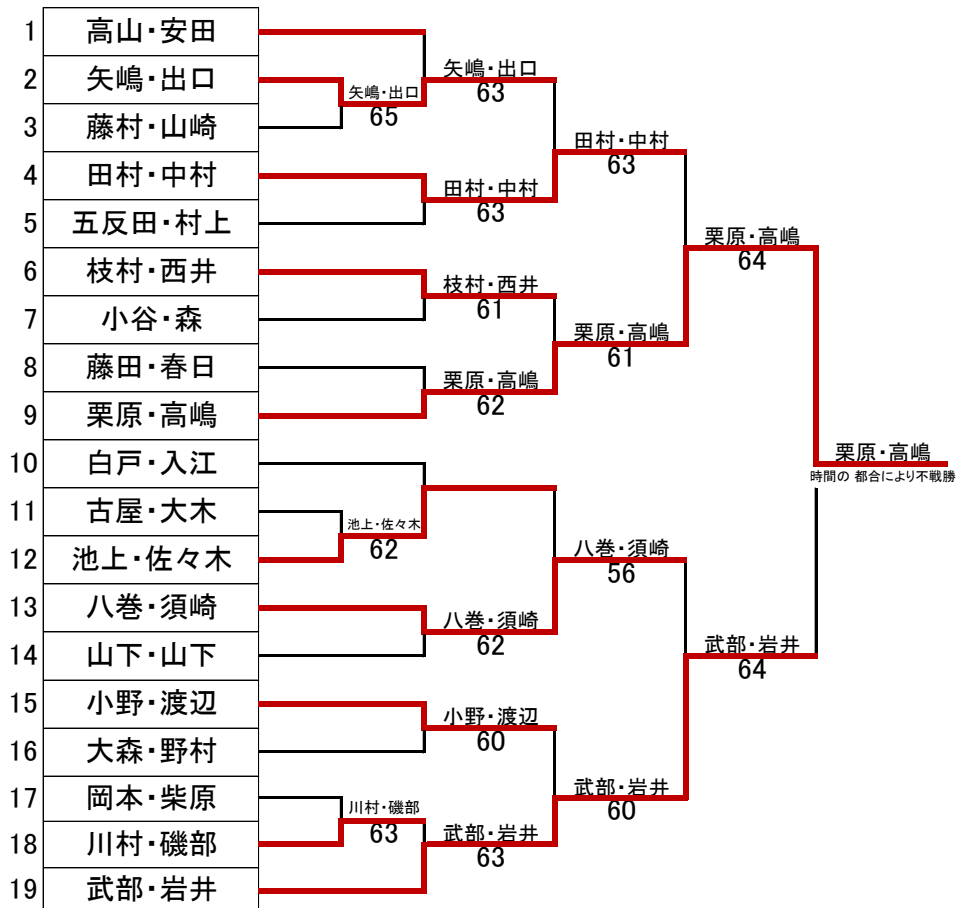 1 高山・安田
2 矢嶋・出口
3 藤村・山崎
4 田村・中村
5 五反田・村上
6 枝村・西井
7 小谷・森
8 藤田・春日
9 栗原・高嶋
10 白戸・入江
11 古屋・大木
12 池上・佐々木
13 八巻・須崎
14 山下・山下
15 小野・渡辺
16 大森・野村
17 岡本・柴原
18 川村・磯部
19 武部・岩井
矢嶋・出口
65
池上・佐々木
62
川村・磯部
63
矢嶋・出口
63
田村・中村
63
枝村・西井
61
栗原・高嶋
62
八巻・須崎
62
小野・渡辺
60
武部・岩井
63
田村・中村
63
栗原・高嶋
61
八巻・須崎
56
武部・岩井
60
栗原・高嶋
64
武部・岩井
64
栗原・高嶋
時間の 都合により不戦勝